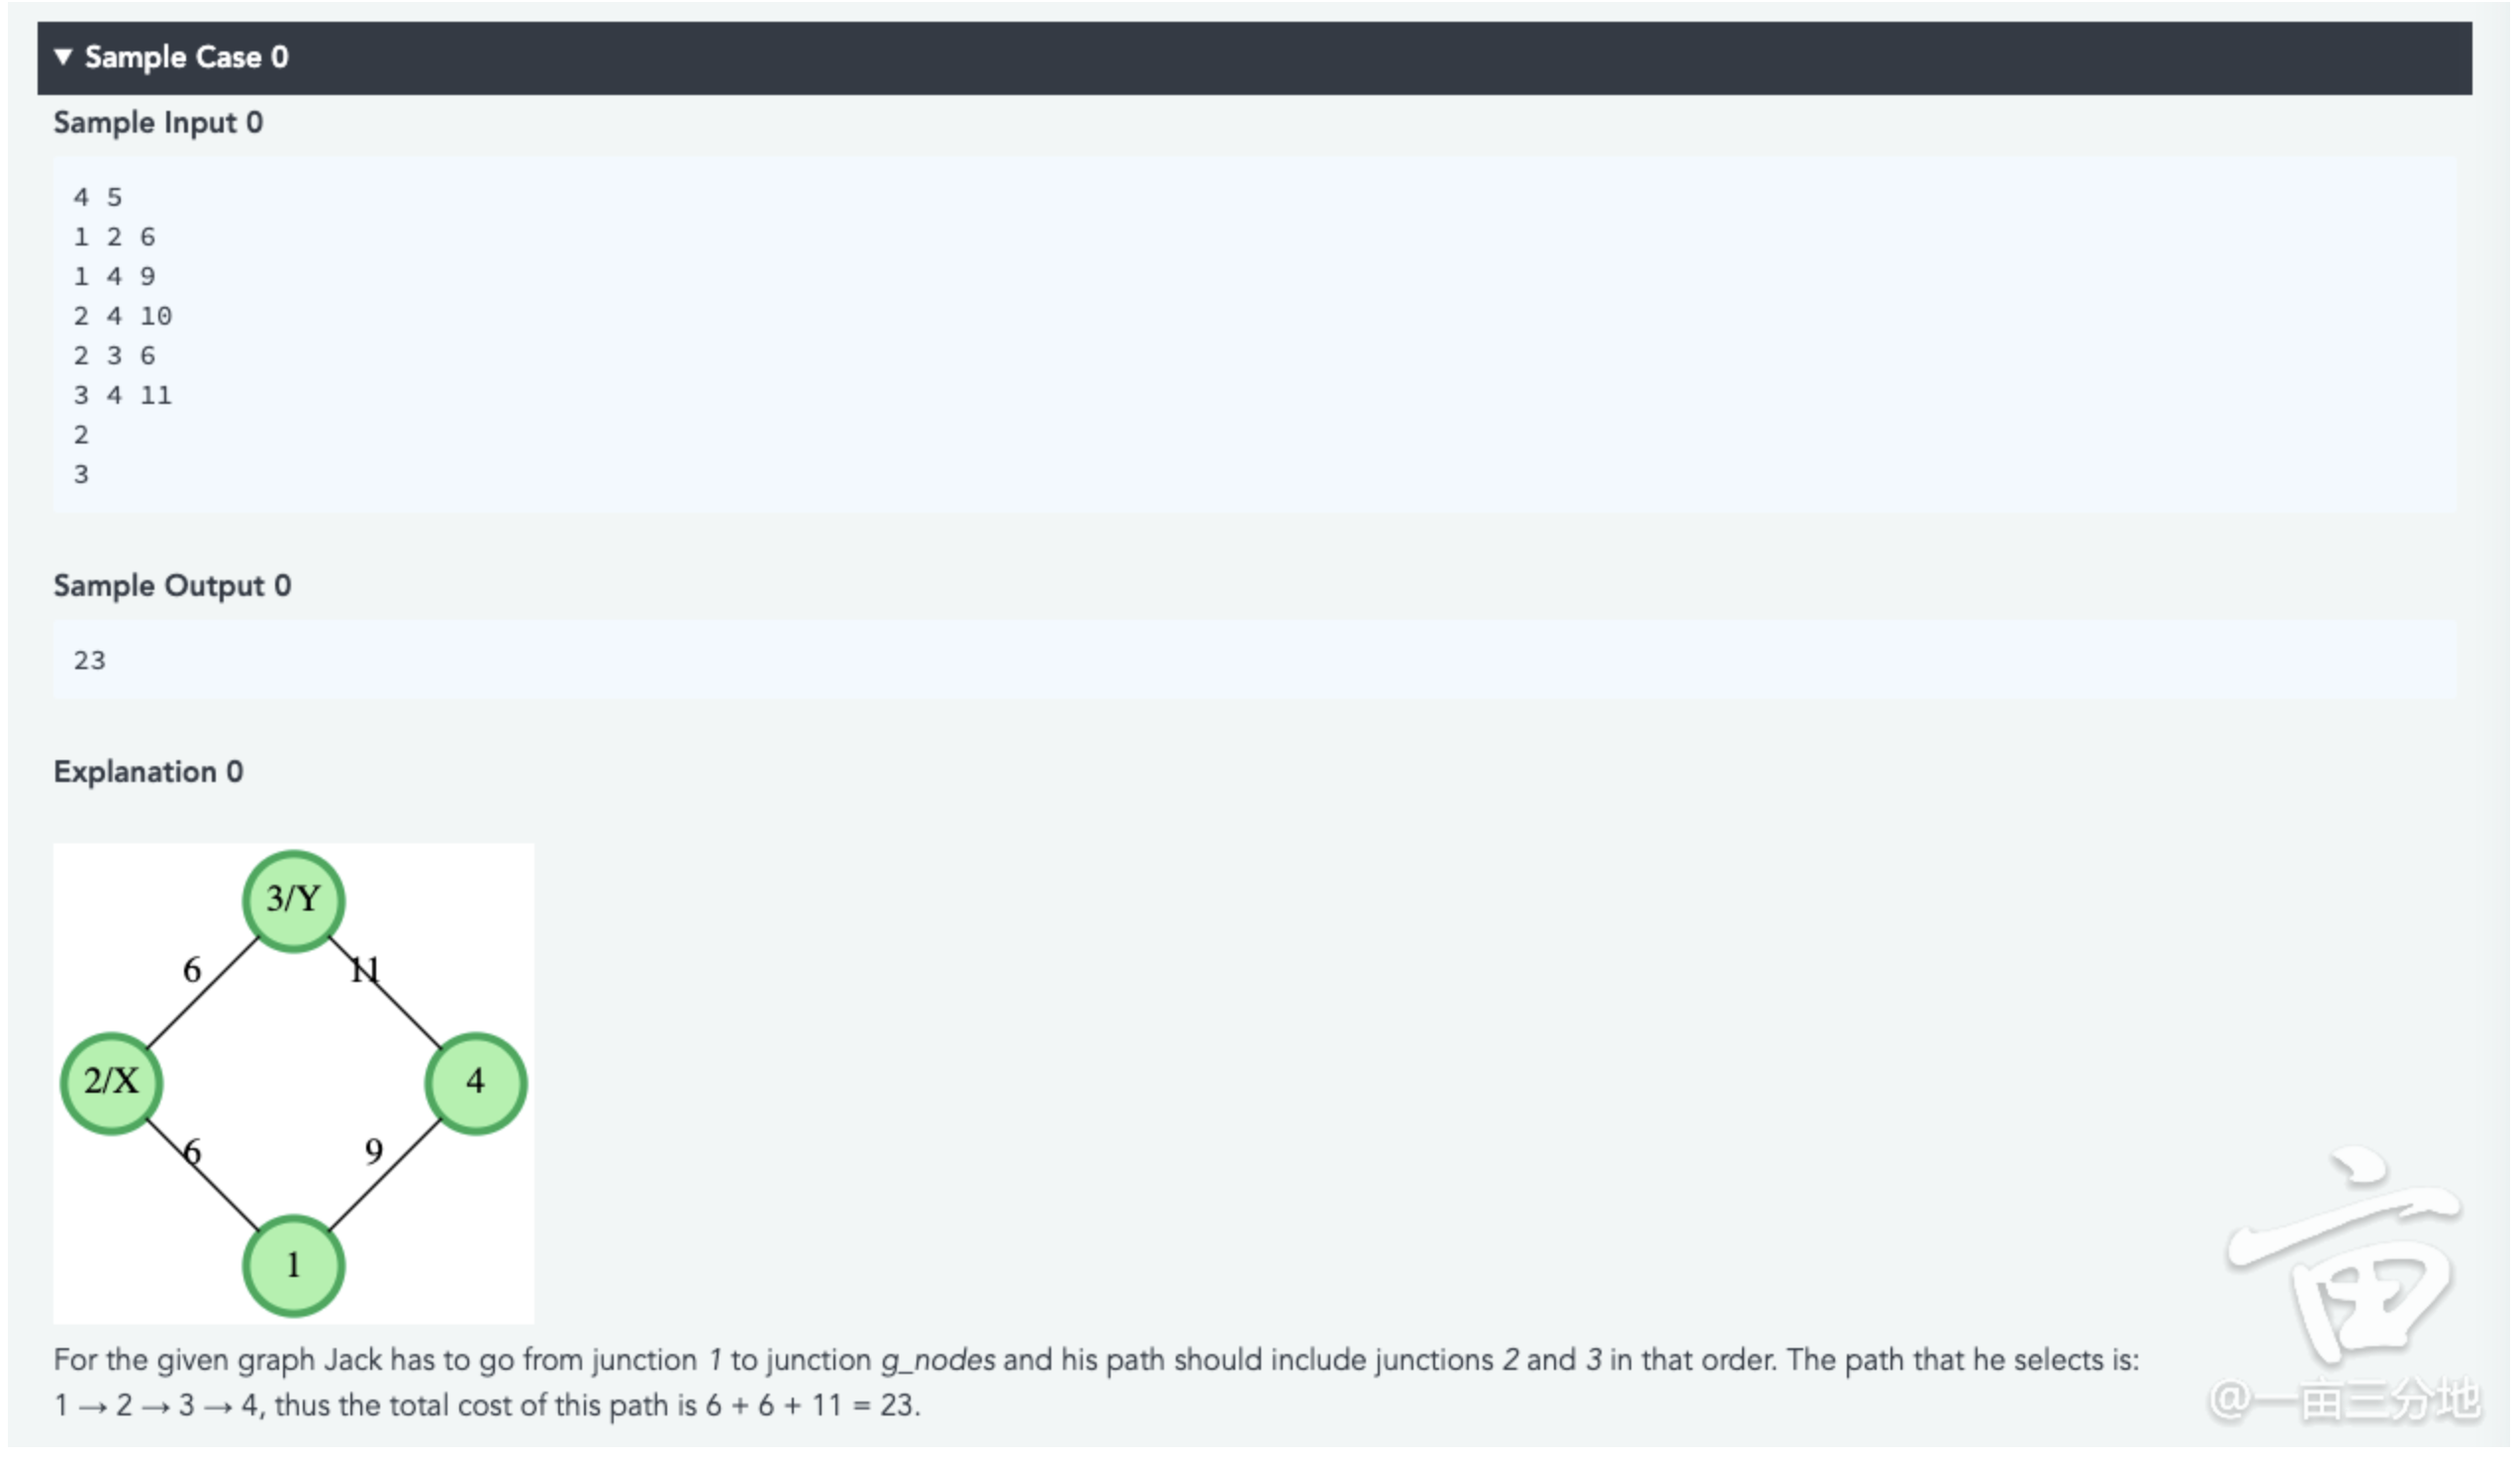 ▼ Sample Case 0
Sample Input 0
4 5
1 2 6
1 4 9
2 4 10
2 3 6
3 4 11
2
3
Sample Output 0
23
Explanation 0
3/Y
6
11
2/X
4
6
9
1
For the given graph Jack has to go from junction 1 to junction g_nodes and his path should include junctions 2 and 3 in that order. The path that he selects is:
1 → 2 → 3 → 4, thus the total cost of this path is 6 + 6 + 11 = 23.
亩
@一亩三分地